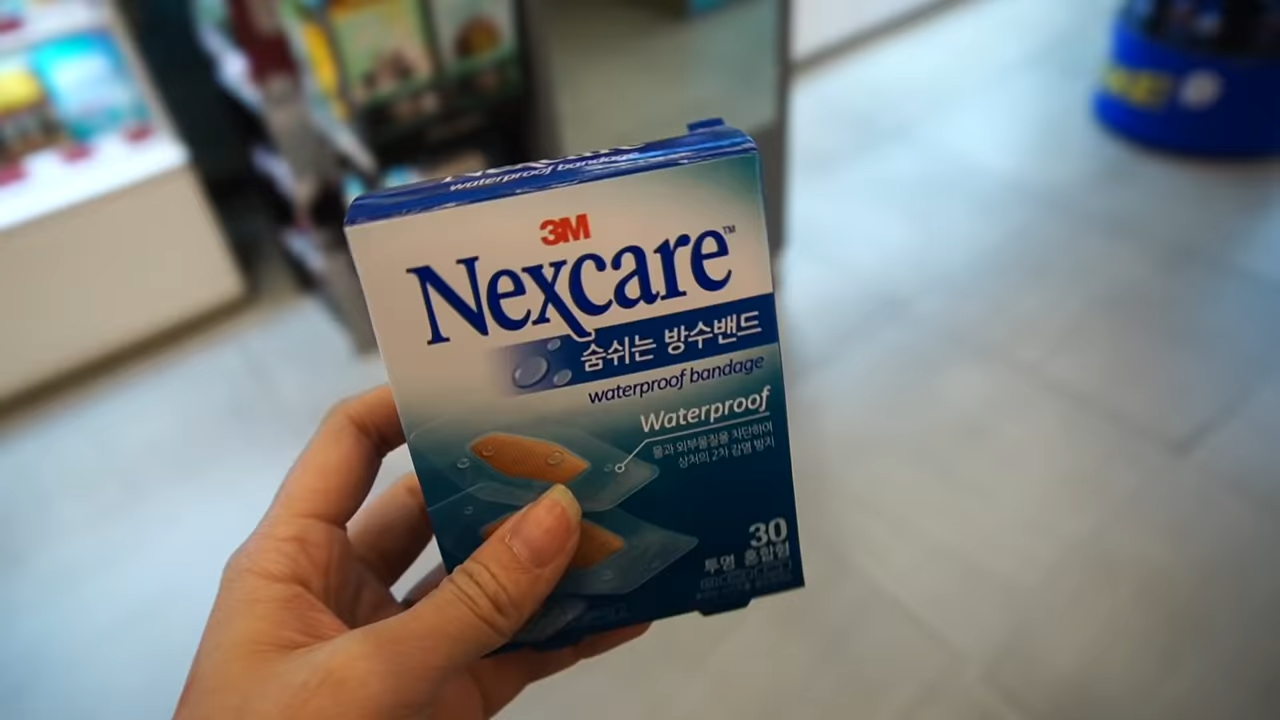 waterproof bandage
3M
Nexcare™
숨쉬는 방수밴드
waterproof bandage
Waterproof
물과 외부물질을 차단하여
상처의 2차 감염 방지
30
투명 혼합형